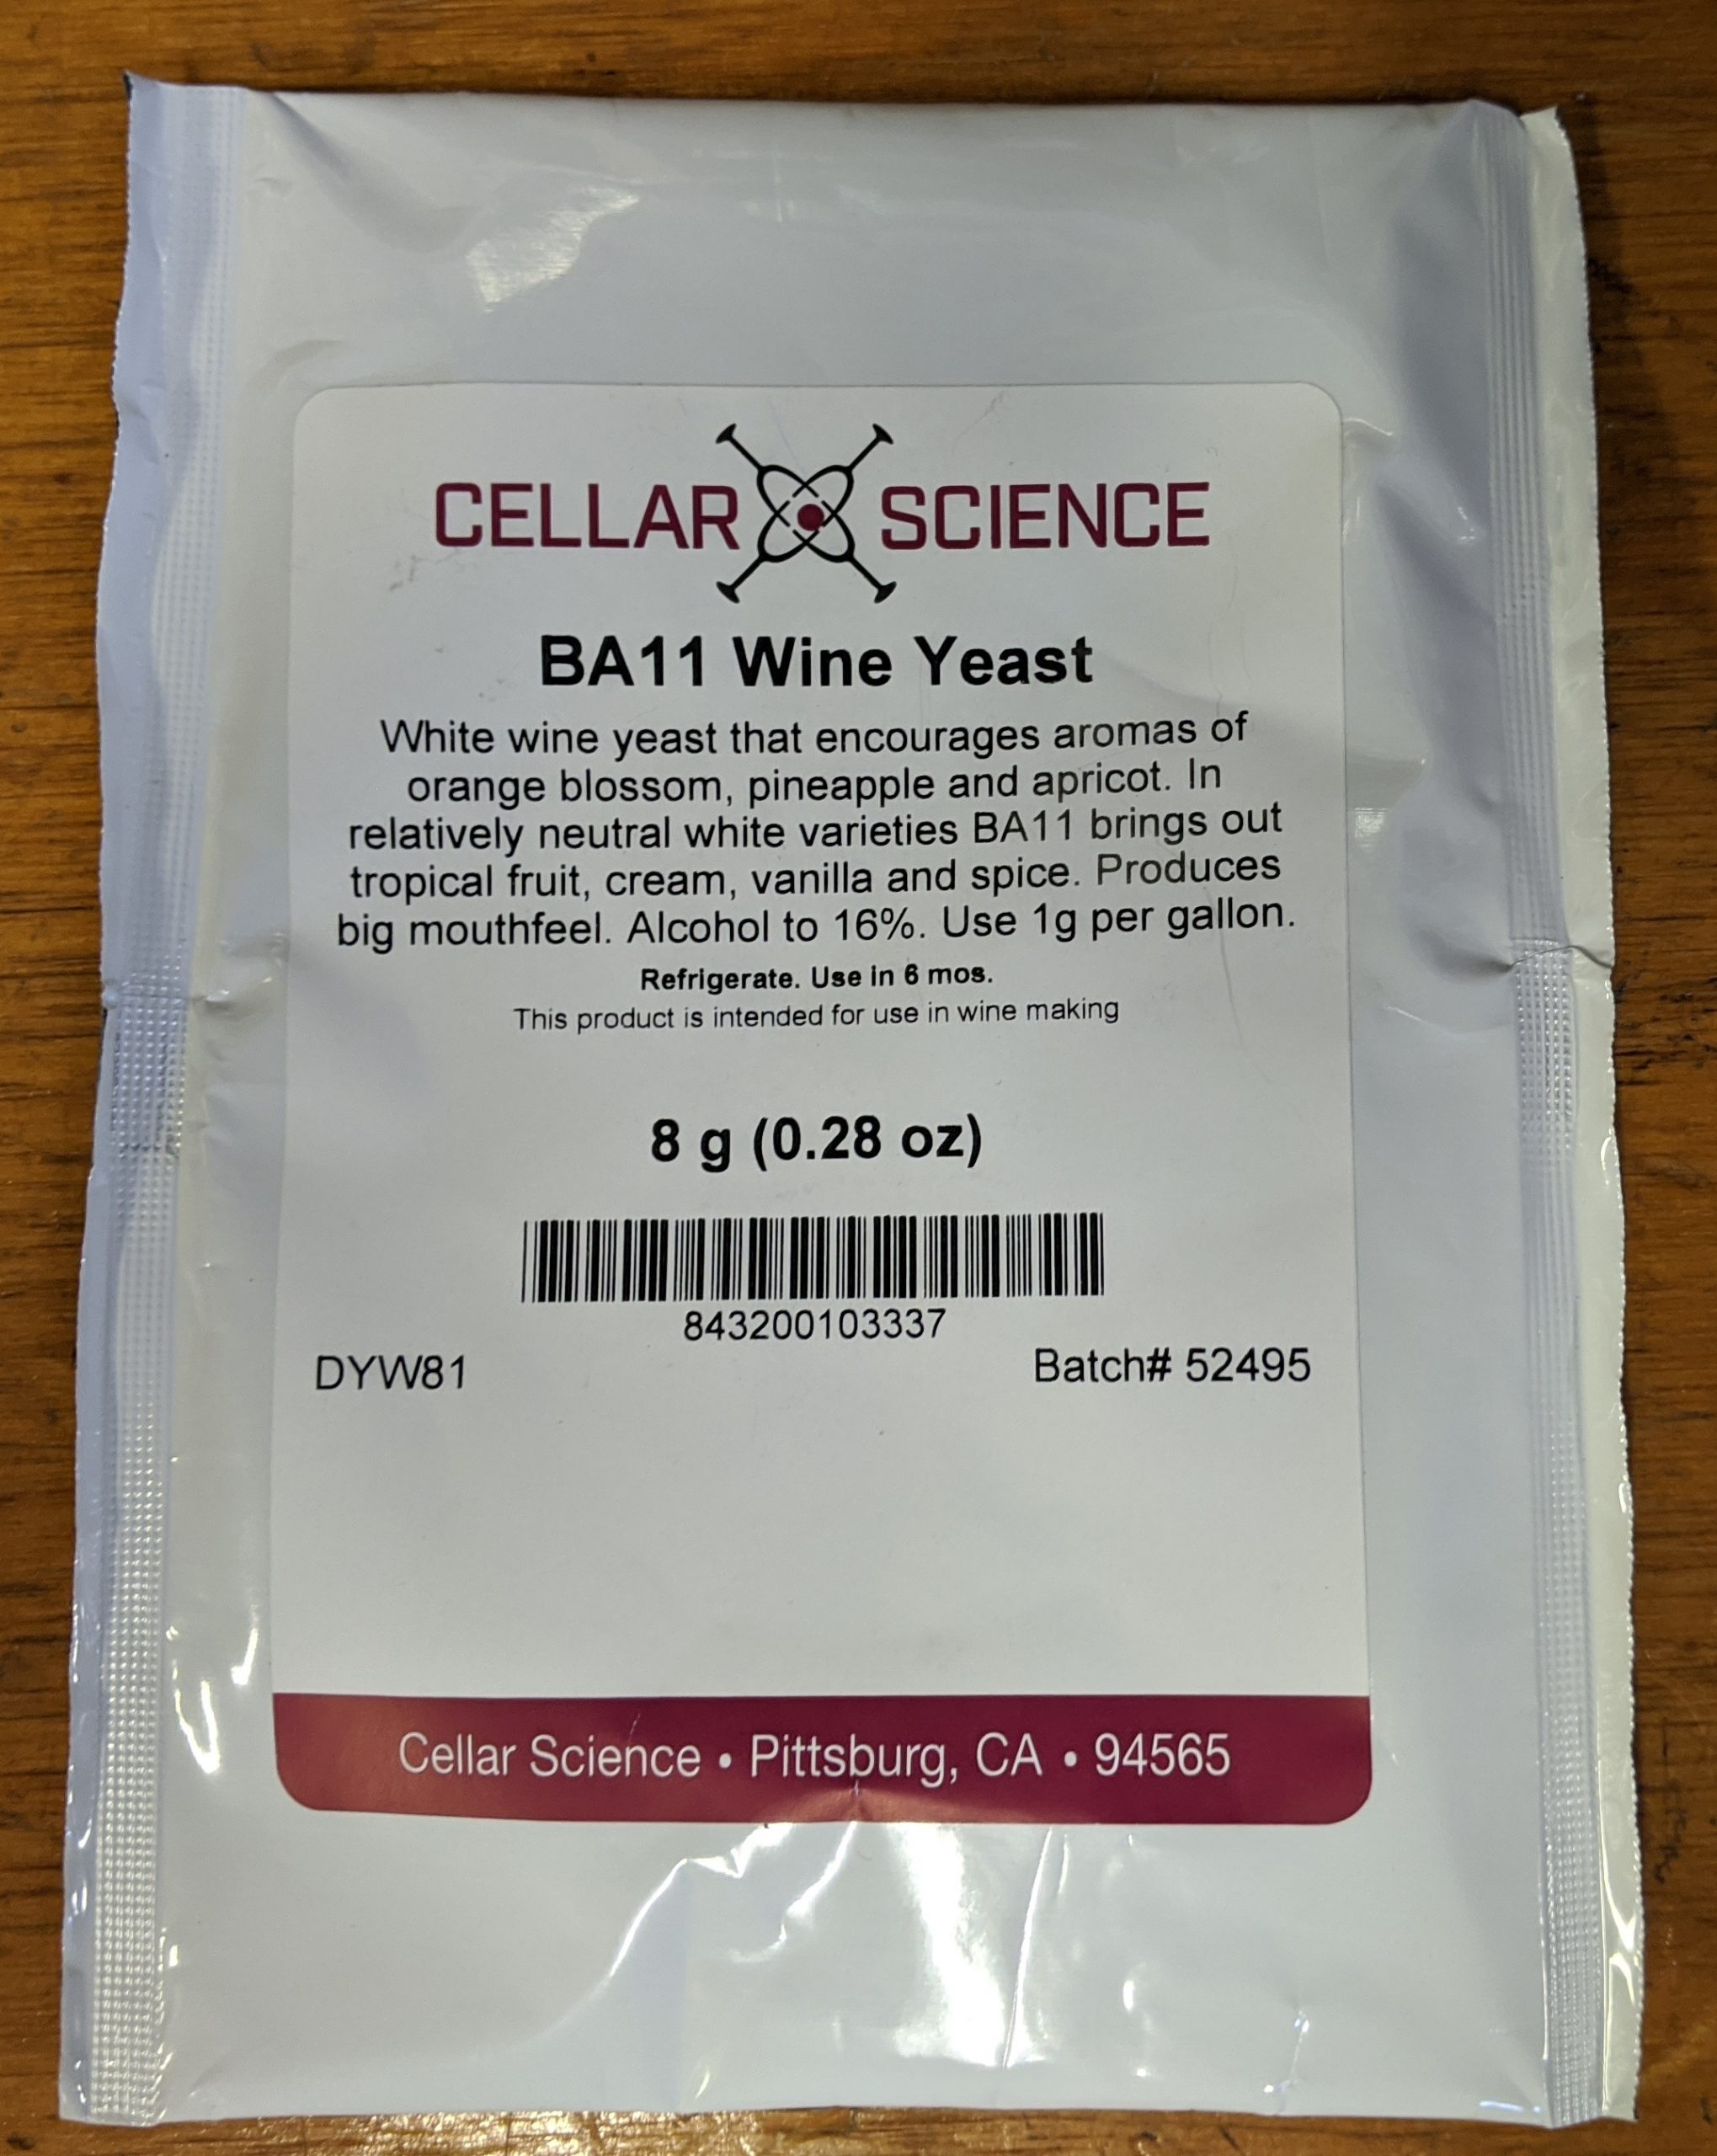 CELLAR SCIENCE
BA11 Wine Yeast
White wine yeast that encourages aromas of
orange blossom, pineapple and apricot. In
relatively neutral white varieties BA11 brings out
tropical fruit, cream, vanilla and spice. Produces
big mouthfeel. Alcohol to 16%. Use 1g per gallon.
Refrigerate. Use in 6 mos.
This product is intended for use in wine making
8 g (0.28 oz)
843200103337
DYW81 Batch# 52495
Cellar Science • Pittsburg, CA • 94565